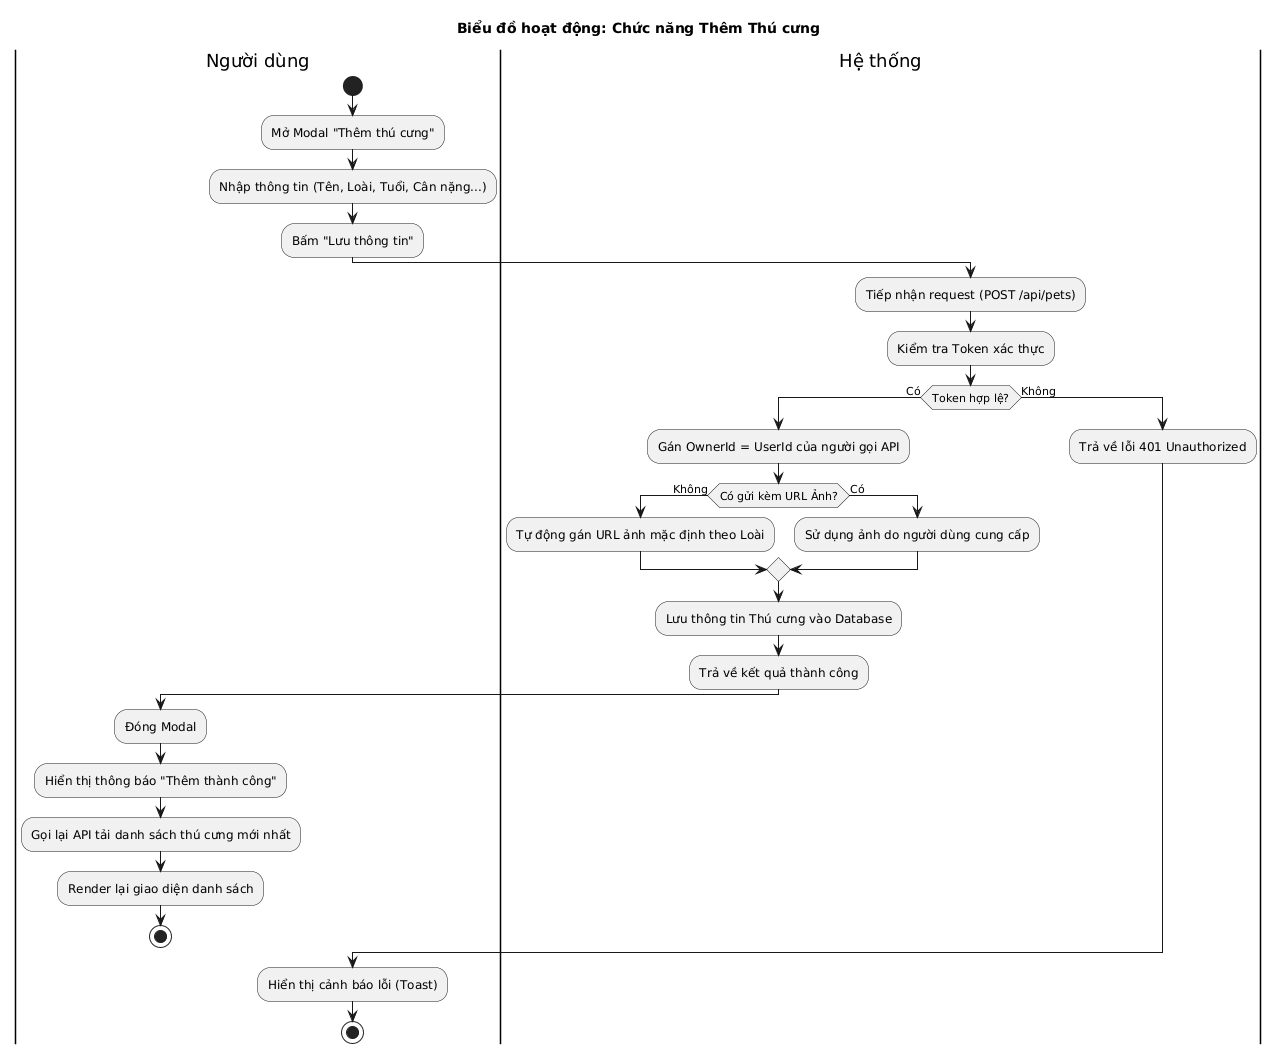 Biểu đồ hoạt động: Chức năng Thêm Thú cưng
Người dùng
Hệ thống
Mở Modal "Thêm thú cưng"
Nhập thông tin (Tên, Loài, Tuổi, Cân nặng...)
Bấm "Lưu thông tin"
Tiếp nhận request (POST /api/pets)
Kiểm tra Token xác thực
Có
Token hợp lệ?
Không
Gán OwnerId = UserId của người gọi API
Trả về lỗi 401 Unauthorized
Không
Có gửi kèm URL Ảnh?
Có
Tự động gán URL ảnh mặc định theo Loài
Sử dụng ảnh do người dùng cung cấp
Lưu thông tin Thú cưng vào Database
Trả về kết quả thành công
Đóng Modal
Hiển thị thông báo "Thêm thành công"
Gọi lại API tải danh sách thú cưng mới nhất
Render lại giao diện danh sách
Hiển thị cảnh báo lỗi (Toast)